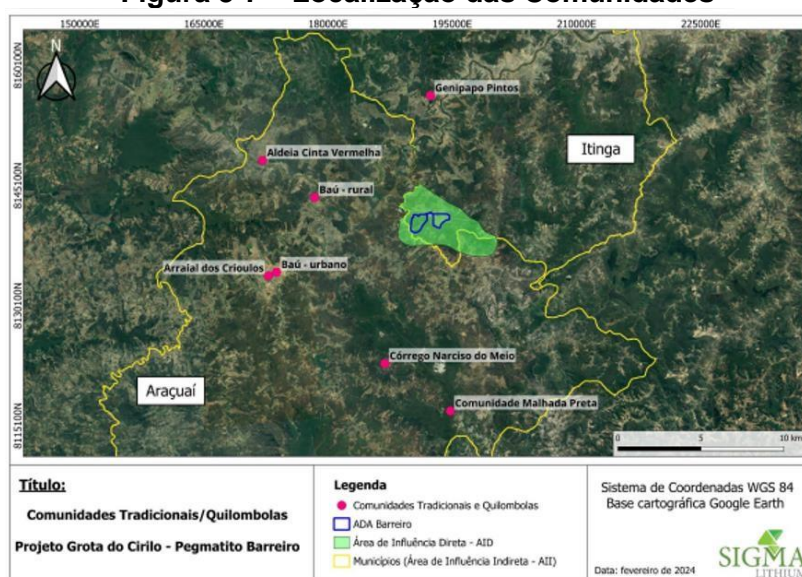 150000E 165000E 180000E 195000E 210000E 225000E
N
8160100N
8145100N
8130100N
8115100N
Genipapo Pintos
Itinga
Aldeia Cinta Vermelha
Baú - rural
Baú - urbano
Arraial dos Crioulos
Córrego Narciso do Meio
Araçuaí
Comunidade Malhada Preta
0 5 10 km
Título:
Comunidades Tradicionais/Quilombolas
Projeto Grota do Cirilo - Pegmatito Barreiro
Legenda
Comunidades Tradicionais e Quilombolas
ADA Barreiro
Área de Influência Direta - AID
Municípios (Área de Influência Indireta - AII)
Sistema de Coordenadas WGS 84
Base cartográfica Google Earth
Data: fevereiro de 2024
SIGMA
LITHIUM